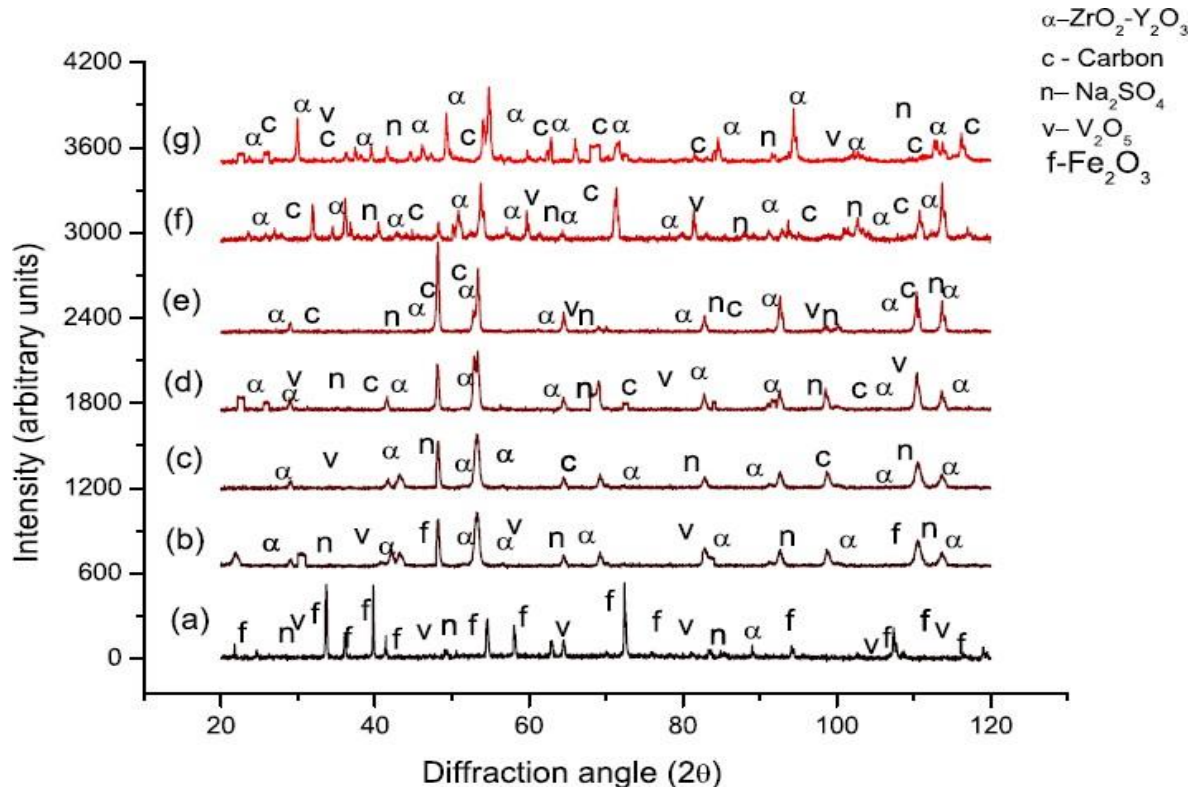 α–ZrO₂-Y₂O₃
c - Carbon
n– Na₂SO₄
v– V₂O₅
f-Fe₂O₃
4200
3600
3000
2400
1800
1200
600
0
Intensity (arbitrary units)
(g)
α c α v c α n α α c α c α c α c α n α v α n c α c
(f)
α c α n α c α α v n α c α v n α c n α c α
(e)
α c n α c c α α v n α n c α v n α c n α
(d)
α v α n c α α α n c v α α n c α v α
(c)
α v α n α α c α n α c α n α
(b)
α n v α f α α v n α v α n α f n α
(a)
f n v f f f f v n f f v f f v n α f v f f v f
20 40 60 80 100 120
Diffraction angle (2θ)